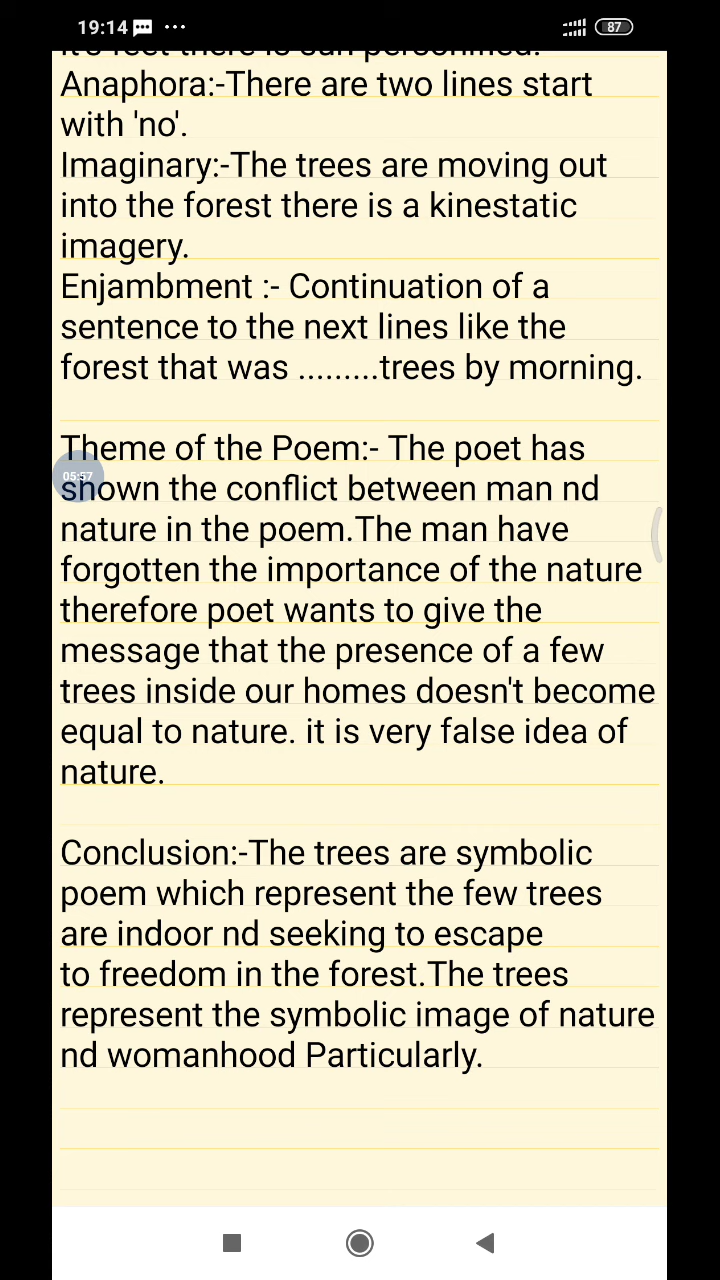 19:14
87
Anaphora:-There are two lines start
with 'no'.
Imaginary:-The trees are moving out
into the forest there is a kinestatic
imagery.
Enjambment :- Continuation of a
sentence to the next lines like the
forest that was .........trees by morning.
Theme of the Poem:- The poet has
05:57
shown the conflict between man nd
nature in the poem.The man have
forgotten the importance of the nature
therefore poet wants to give the
message that the presence of a few
trees inside our homes doesn't become
equal to nature. it is very false idea of
nature.
Conclusion:-The trees are symbolic
poem which represent the few trees
are indoor nd seeking to escape
to freedom in the forest.The trees
represent the symbolic image of nature
nd womanhood Particularly.